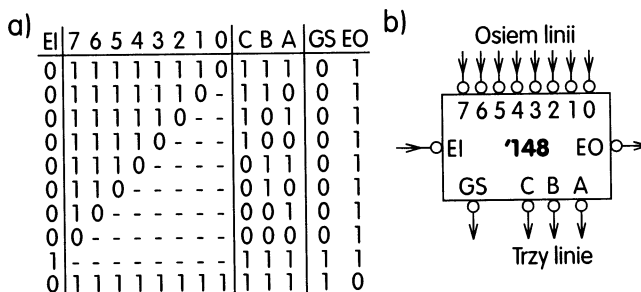 a)
EI 7 6 5 4 3 2 1 0 C B A GS EO
0 1 1 1 1 1 1 1 0 1 1 1 0 1
0 1 1 1 1 1 1 0 - 1 1 0 0 1
0 1 1 1 1 1 0 - - 1 0 1 0 1
0 1 1 1 1 0 - - - 1 0 0 0 1
0 1 1 1 0 - - - - 0 1 1 0 1
0 1 1 0 - - - - - 0 1 0 0 1
0 1 0 - - - - - - 0 0 1 0 1
0 0 - - - - - - - 0 0 0 0 1
1 - - - - - - - - 1 1 1 1 1
0 1 1 1 1 1 1 1 1 1 1 1 1 0
b)
Osiem linii
7 6 5 4 3 2 1 0
EI '148 EO
GS C B A
Trzy linie